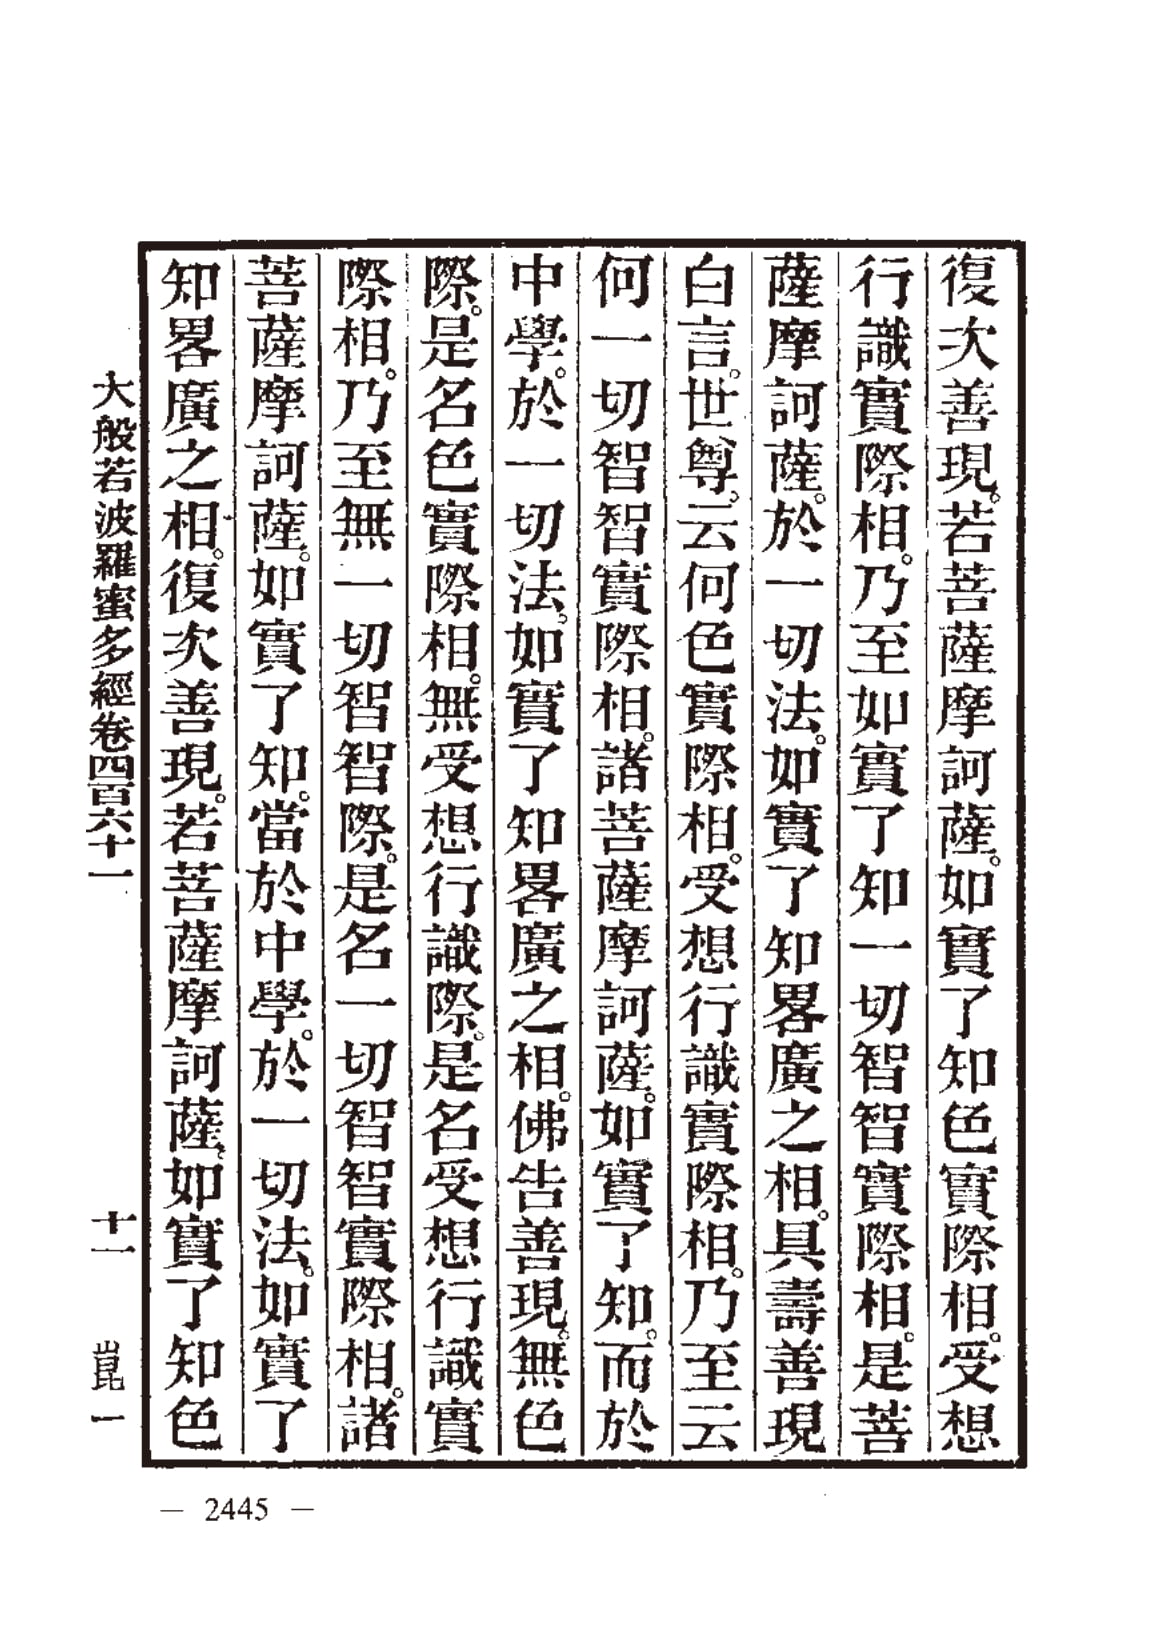 復次善現。若菩薩摩訶薩。如實了知色實際相。受想
行識實際相。乃至如實了知一切智智實際相。是菩
薩摩訶薩。於一切法。如實了知畧廣之相。具壽善現
白言。世尊。云何色實際相。受想行識實際相。乃至云
何一切智智實際相。諸菩薩摩訶薩。如實了知。而於
中學。於一切法。如實了知畧廣之相。佛告善現。無色
際。是名色實際相。無受想行識際。是名受想行識實
際相。乃至無一切智智際。是名一切智智實際相。諸
菩薩摩訶薩。如實了知。當於中學。於一切法。如實了
知畧廣之相。復次善現。若菩薩摩訶薩。如實了知色
大般若波羅蜜多經卷四百六十一 十一 崑一
— 2445 —